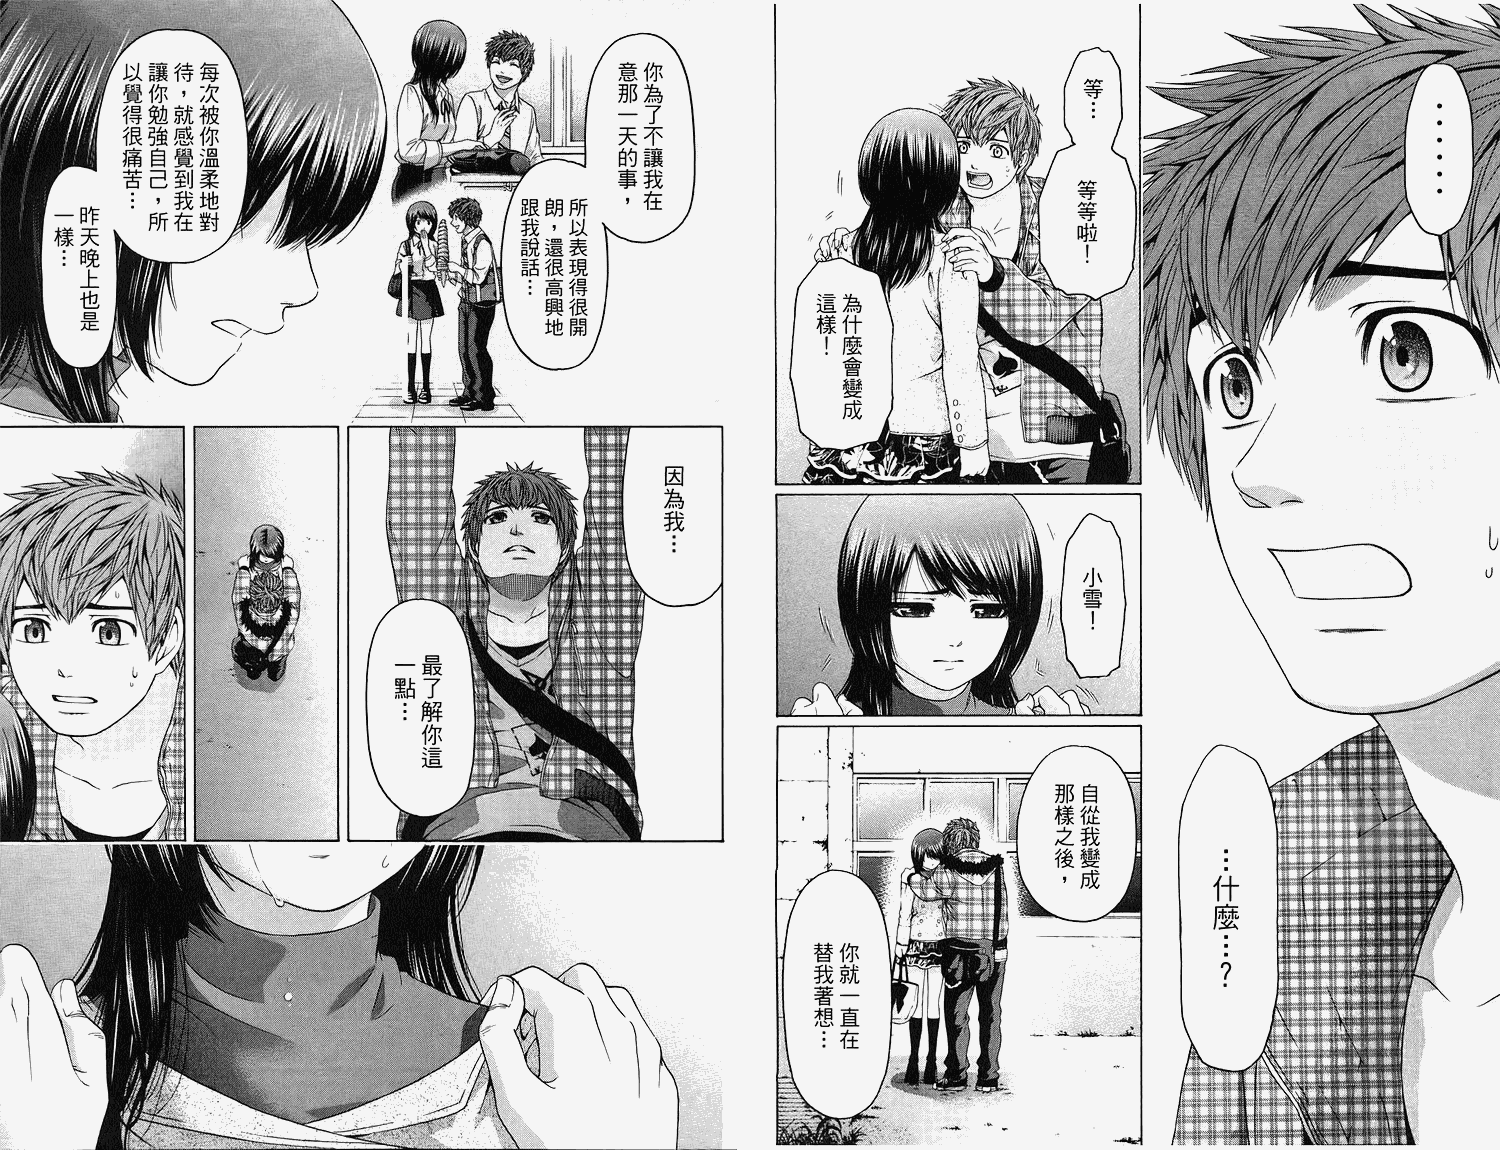 ……
…什麼…?
等…
等等啦！
為什麼會變成
這樣！
小雪！
自從我變成
那樣之後，
你就一直在
替我著想…
你為了不讓我在
意那一天的事，
所以表現得很開
朗，還很高興地
跟我說話…
每次被你溫柔地對
待，就感覺到我在
讓你勉強自己，所
以覺得很痛苦…
昨天晚上也是
一樣…
因為我…
最了解你這
一點…